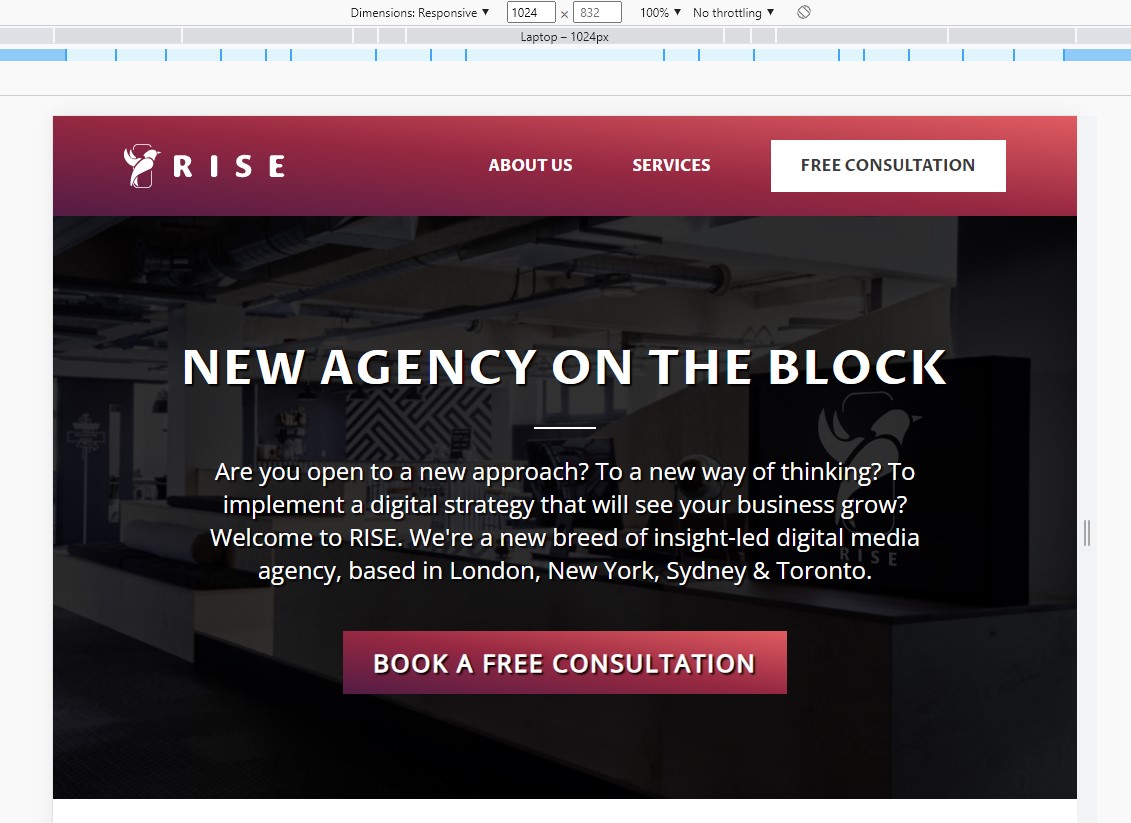 Dimensions: Responsive ▼ 1024 × 832 100% ▼ No throttling ▼
Laptop – 1024px
RISE ABOUT US SERVICES FREE CONSULTATION
NEW AGENCY ON THE BLOCK
Are you open to a new approach? To a new way of thinking? To
implement a digital strategy that will see your business grow?
Welcome to RISE. We're a new breed of insight-led digital media
agency, based in London, New York, Sydney & Toronto.
RISE
BOOK A FREE CONSULTATION